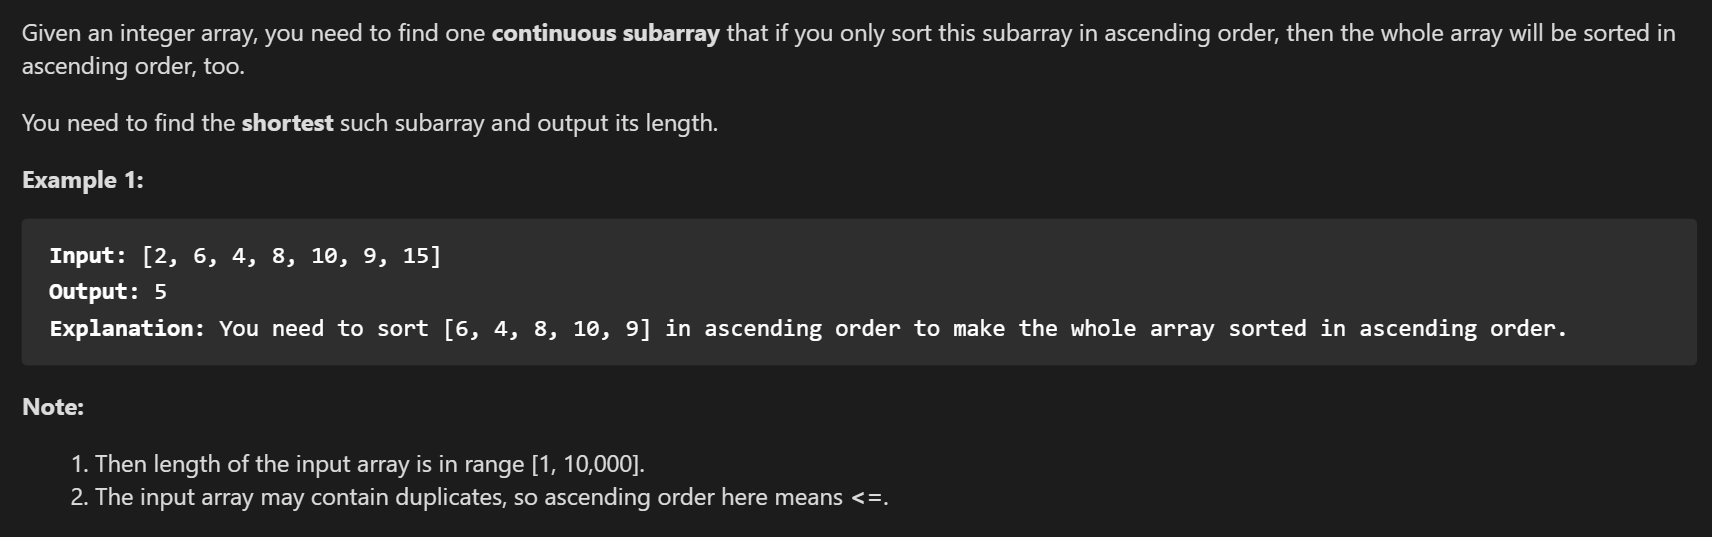 Given an integer array, you need to find one continuous subarray that if you only sort this subarray in ascending order, then the whole array will be sorted in
ascending order, too.
You need to find the shortest such subarray and output its length.
Example 1:
Input: [2, 6, 4, 8, 10, 9, 15]
Output: 5
Explanation: You need to sort [6, 4, 8, 10, 9] in ascending order to make the whole array sorted in ascending order.
Note:
1. Then length of the input array is in range [1, 10,000].
2. The input array may contain duplicates, so ascending order here means <=.